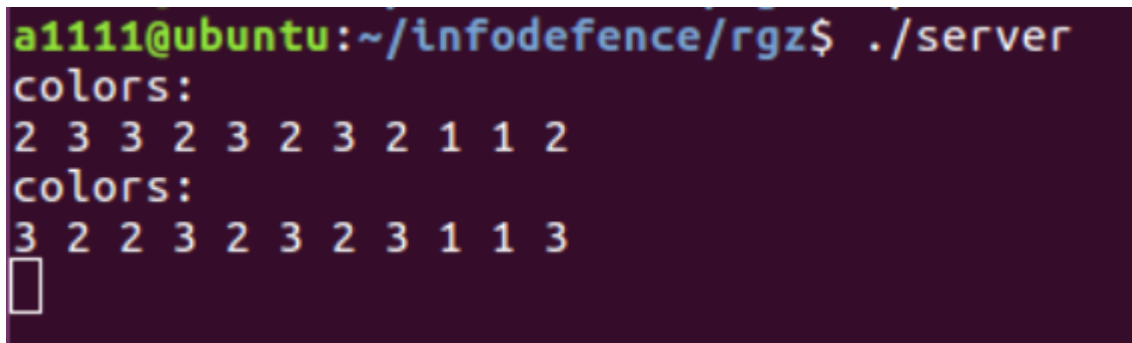 a1111@ubuntu:~/infodefence/rgz$ ./server
colors:
2 3 3 2 3 2 3 2 1 1 2
colors:
3 2 2 3 2 3 2 3 1 1 3